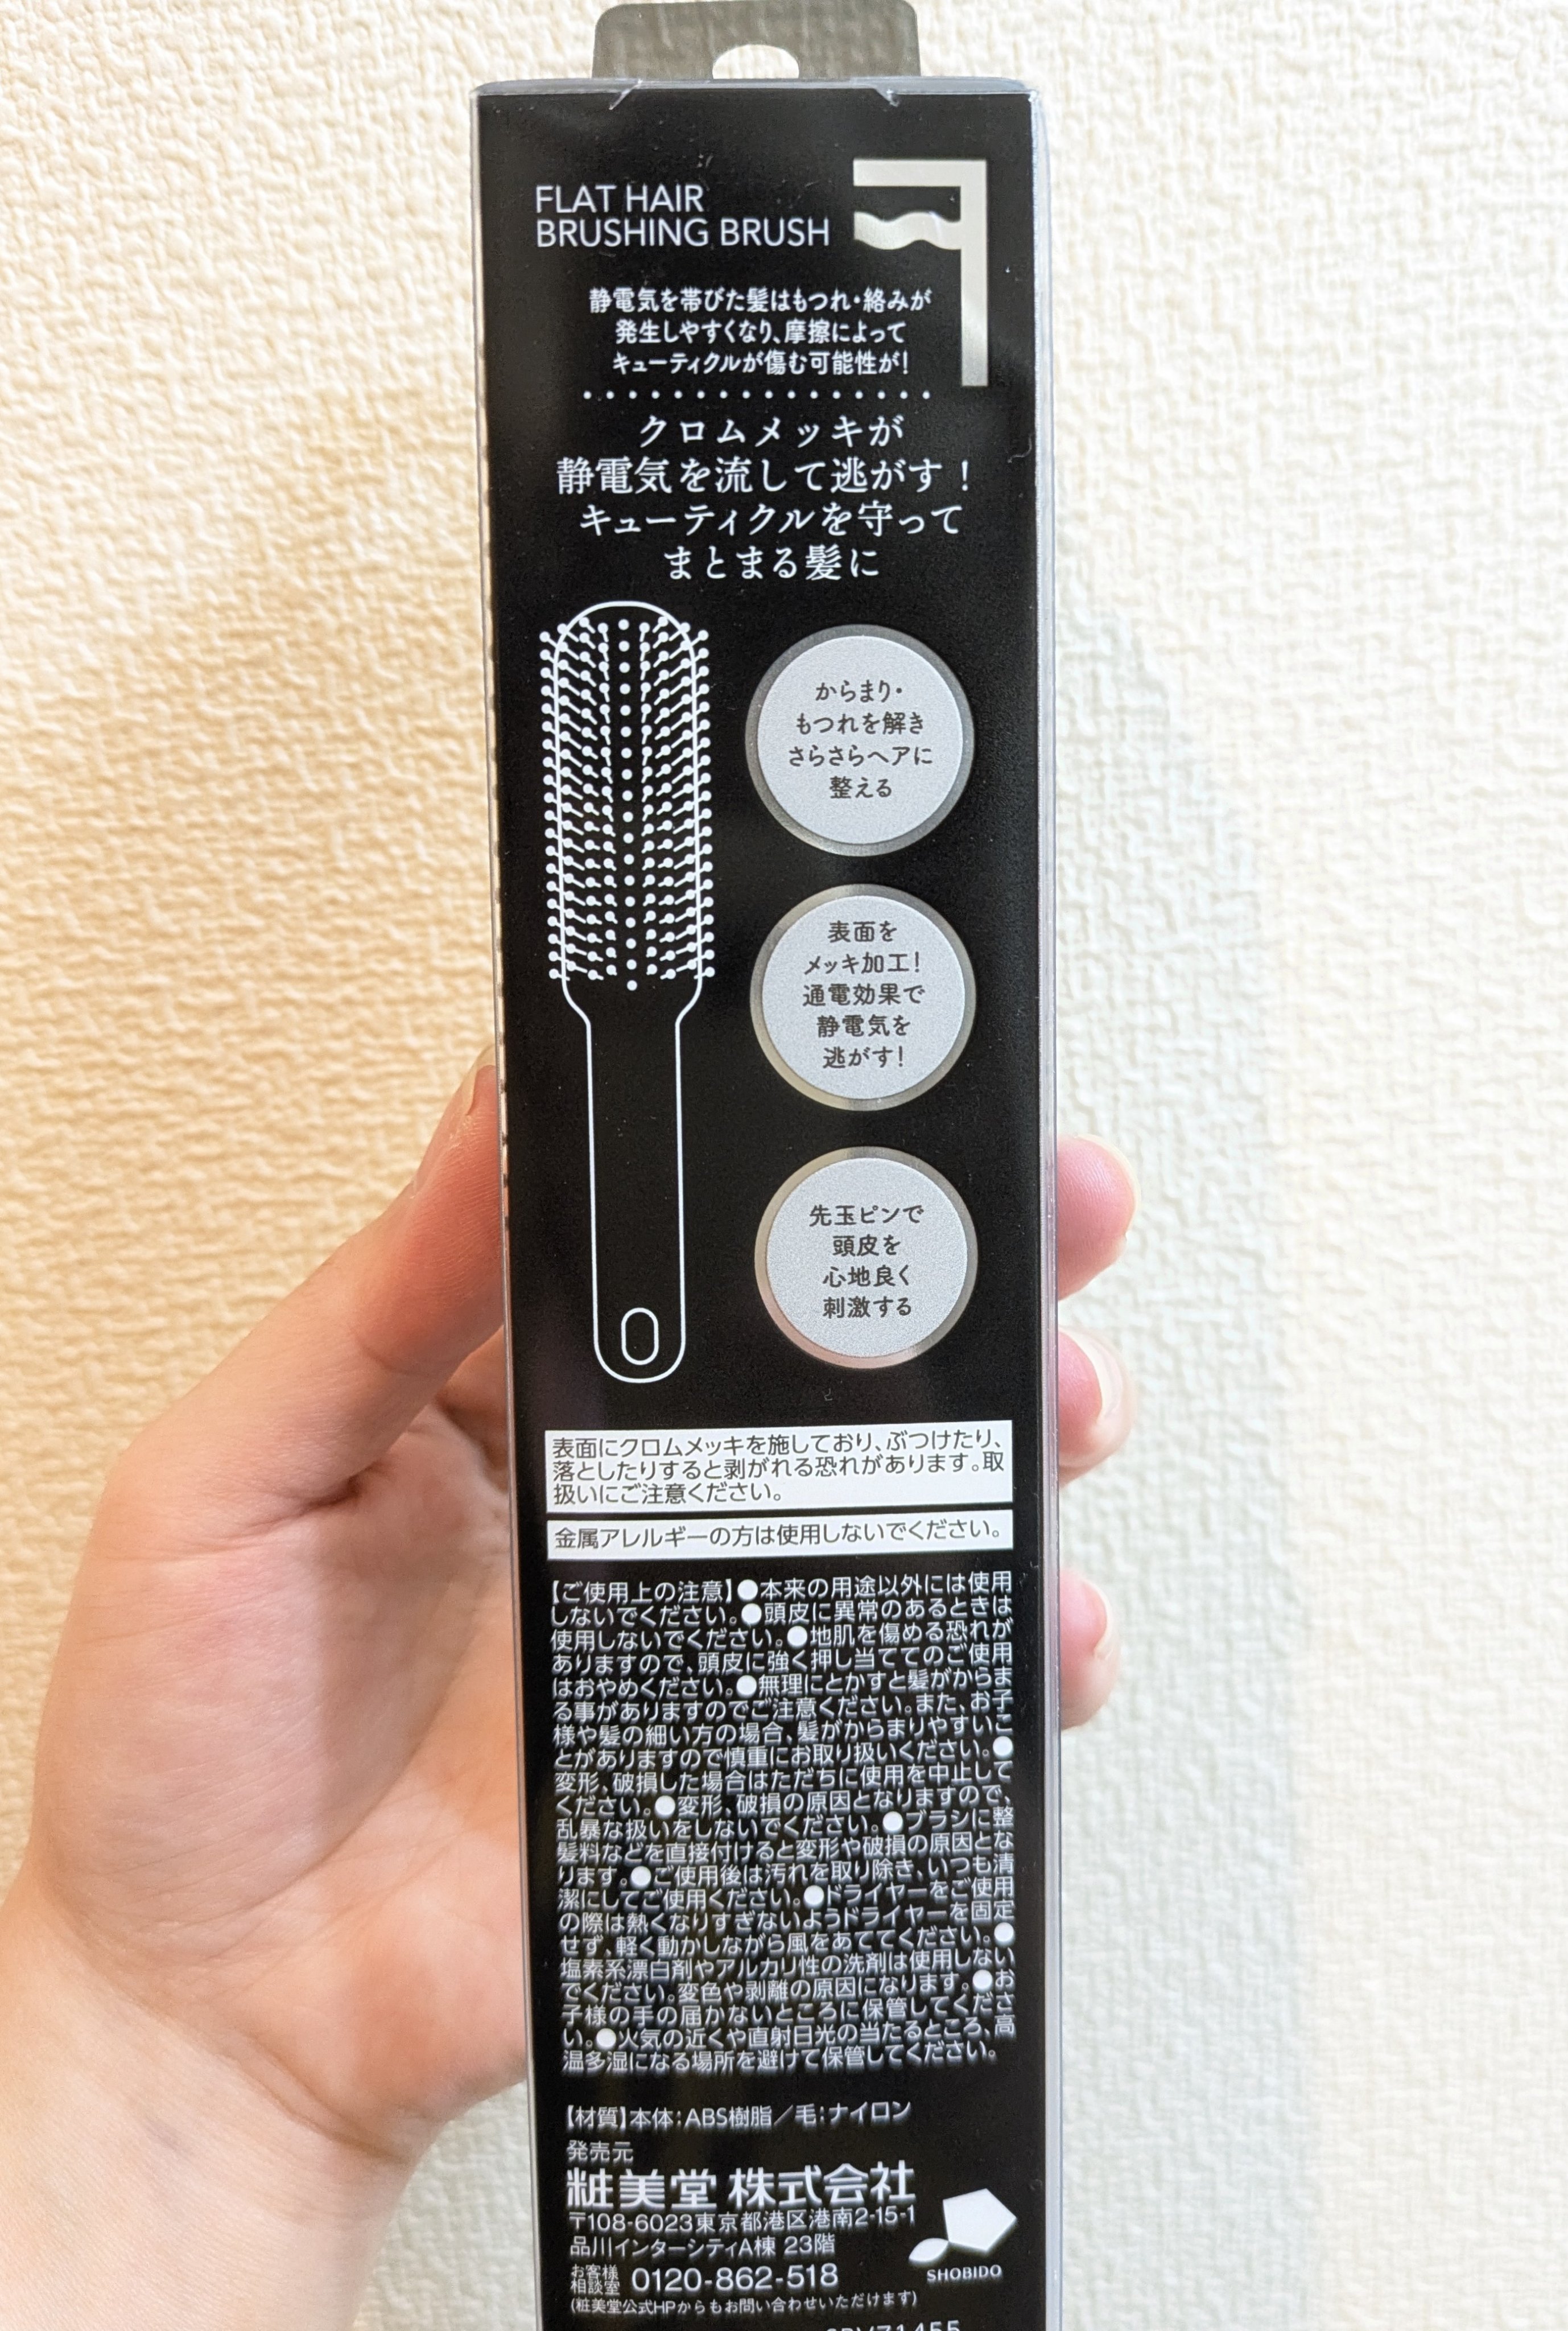 FLAT HAIR
BRUSHING BRUSH
静電気を帯びた髪はもつれ・絡みが
発生しやすくなり、摩擦によって
キューティクルが傷む可能性が!
クロムメッキが
静電気を流して逃がす!
キューティクルを守って
まとまる髪に
からまり・
もつれを解き
さらさらヘアに
整える
表面を
メッキ加工!
通電効果で
静電気を
逃がす!
先玉ピンで
頭皮を
心地良く
刺激する
表面にクロムメッキを施しており、ぶつけたり、
落としたりすると剥がれる恐れがあります。取
扱いにご注意ください。
金属アレルギーの方は使用しないでください。
【ご使用上の注意】●本来の用途以外には使用
しないでください。●頭皮に異常のあるときは
使用しないでください。●地肌を傷める恐れが
ありますので、頭皮に強く押し当ててのご使用
はおやめください。●無理にとかすと髪がからま
る事がありますのでご注意ください。また、お子
様や髪の細い方の場合、髪がからまりやすいこ
とがありますので慎重にお取り扱いください。●
変形、破損した場合はただちに使用を中止して
ください。●変形、破損の原因となりますので、
乱暴な扱いをしないでください。●ブラシに整
髪料などを直接付けると変形や破損の原因とな
ります。●ご使用後は汚れを取り除き、いつも清
潔にしてご使用ください。●ドライヤーをご使用
の際は熱くなりすぎないようドライヤーを固定
せず、軽く動かしながら風をあててください。●
塩素系漂白剤やアルカリ性の洗剤は使用しない
でください。変色や剥離の原因になります。●お
子様の手の届かないところに保管してくださ
い。●火気の近くや直射日光の当たるところ、高
温多湿になる場所を避けて保管してください。
【材質】本体:ABS樹脂/毛:ナイロン
発売元
粧美堂 株式会社
〒108-6023東京都港区港南2-15-1
品川インターシティA棟 23階
お客様
相談室 0120-862-518
(粧美堂公式HPからもお問い合わせいただけます)
SHOBIDO